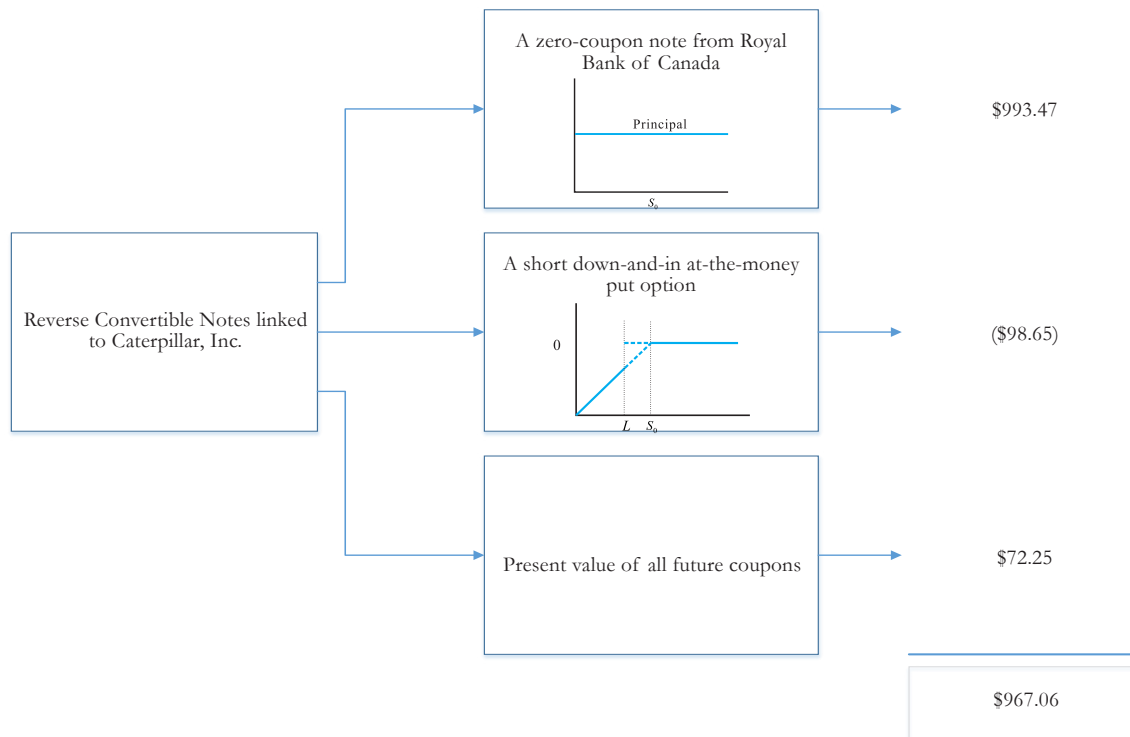 A zero-coupon note from Royal
Bank of Canada
Principal
S₀
$993.47
Reverse Convertible Notes linked
to Caterpillar, Inc.
A short down-and-in at-the-money
put option
0
L S₀
($98.65)
Present value of all future coupons
$72.25
$967.06